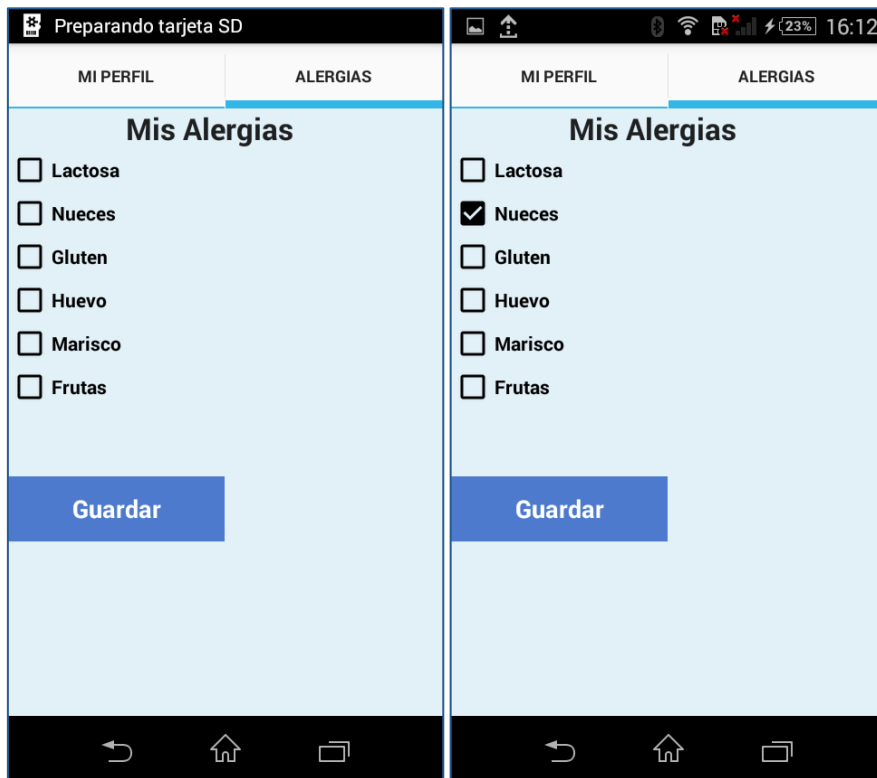 Preparando tarjeta SD
MI PERFIL ALERGIAS
Mis Alergias
Lactosa
Nueces
Gluten
Huevo
Marisco
Frutas
Guardar
23% 16:12
MI PERFIL ALERGIAS
Mis Alergias
Lactosa
Nueces
Gluten
Huevo
Marisco
Frutas
Guardar